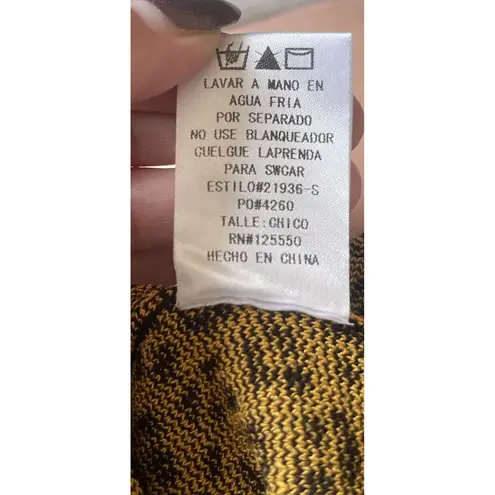 LAVAR A MANO EN
AGUA FRIA
POR SEPARADO
NO USE BLANQUEADOR
CUELGUE LAPRENDA
PARA SWCAR
ESTILO#21936-S
PO#4260
TALLE:CHICO
RN#125550
HECHO EN CHINA